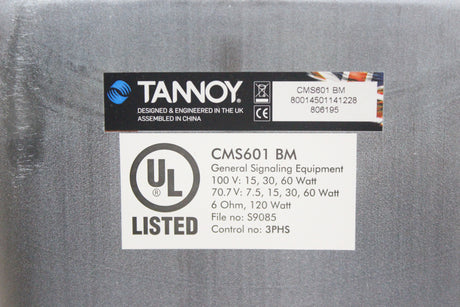 TANNOY.
DESIGNED & ENGINEERED IN THE UK
ASSEMBLED IN CHINA
CMS601 BM
80014501141228
806195
UL
®
LISTED
CMS601 BM
General Signaling Equipment
100 V: 15, 30, 60 Watt
70.7 V: 7.5, 15, 30, 60 Watt
6 Ohm, 120 Watt
File no: S9085
Control no: 3PHS